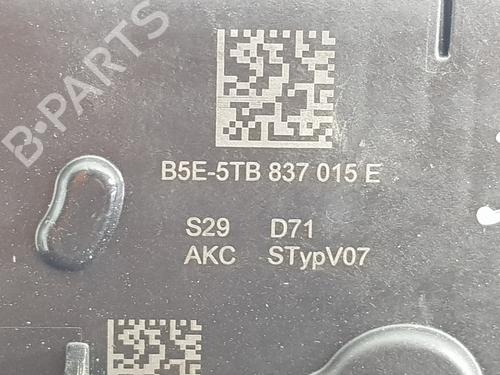 B-PARTS
B5E-5TB 837 015 E
S29 D71
AKC STypV07